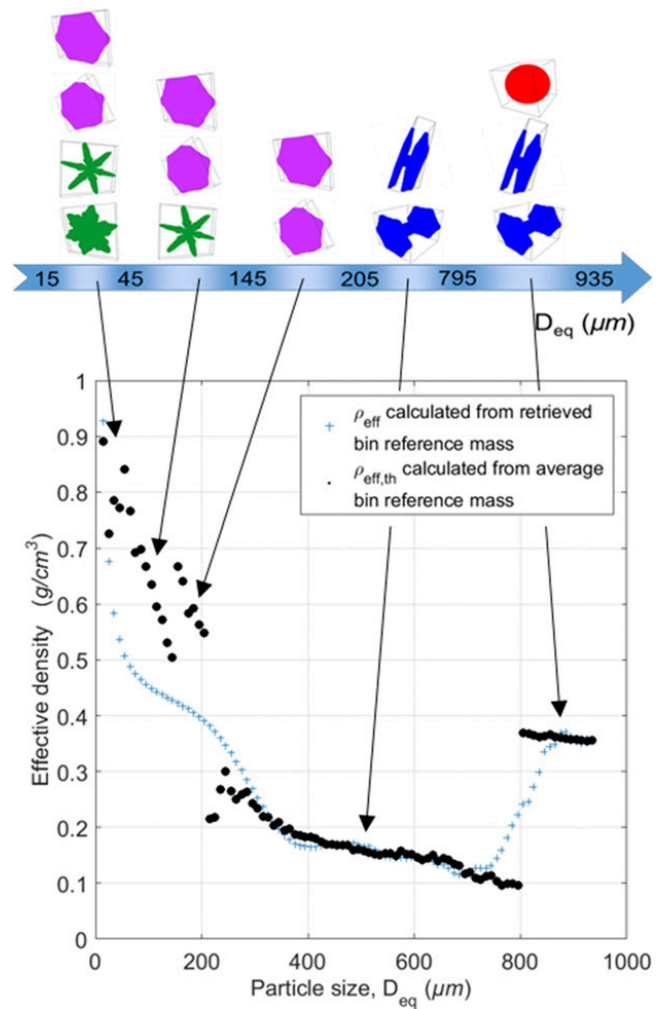 15 45 145 205 795 935
D_eq (μm)
ρ_eff calculated from retrieved
bin reference mass
ρ_eff,th calculated from average
bin reference mass
1
0.9
0.8
0.7
0.6
0.5
0.4
0.3
0.2
0.1
0
Effective density (g/cm³)
0 200 400 600 800 1000
Particle size, D_eq (μm)